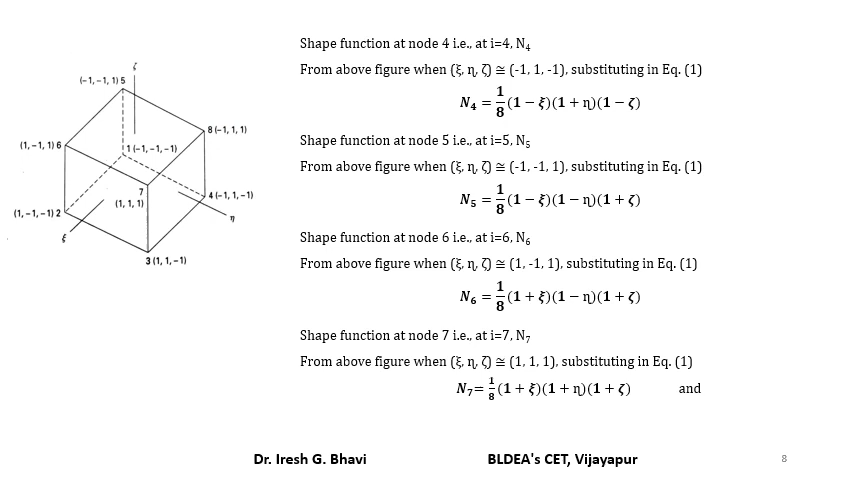 Shape function at node 4 i.e., at i=4, N₄
From above figure when (ξ, η, ζ) ≅ (-1, 1, -1), substituting in Eq. (1)
N₄ = 1/8 (1 − ξ)(1 + η)(1 − ζ)
Shape function at node 5 i.e., at i=5, N₅
From above figure when (ξ, η, ζ) ≅ (-1, -1, 1), substituting in Eq. (1)
N₅ = 1/8 (1 − ξ)(1 − η)(1 + ζ)
Shape function at node 6 i.e., at i=6, N₆
From above figure when (ξ, η, ζ) ≅ (1, -1, 1), substituting in Eq. (1)
N₆ = 1/8 (1 + ξ)(1 − η)(1 + ζ)
Shape function at node 7 i.e., at i=7, N₇
From above figure when (ξ, η, ζ) ≅ (1, 1, 1), substituting in Eq. (1)
N₇= 1/8 (1 + ξ)(1 + η)(1 + ζ) and
ζ
(-1, -1, 1) 5
8 (-1, 1, 1)
(1, -1, 1) 6
1 (-1, -1, -1)
7
(1, 1, 1)
4 (-1, 1, -1)
(1, -1, -1) 2
η
ξ
3 (1, 1, -1)
Dr. Iresh G. Bhavi BLDEA's CET, Vijayapur 8